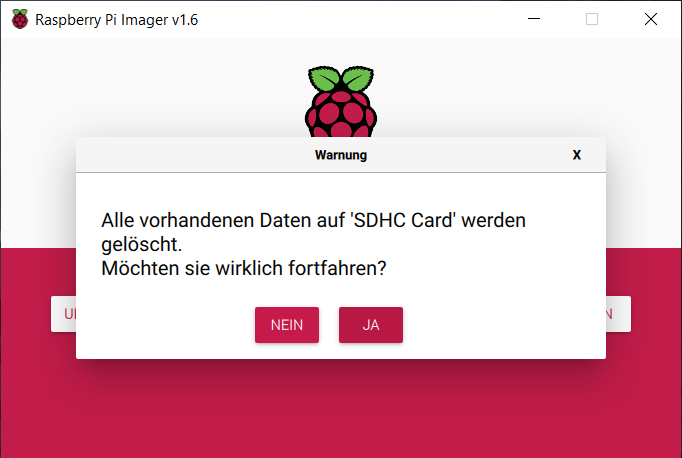 Raspberry Pi Imager v1.6
Warnung X
Alle vorhandenen Daten auf 'SDHC Card' werden
gelöscht.
Möchten sie wirklich fortfahren?
NEIN JA